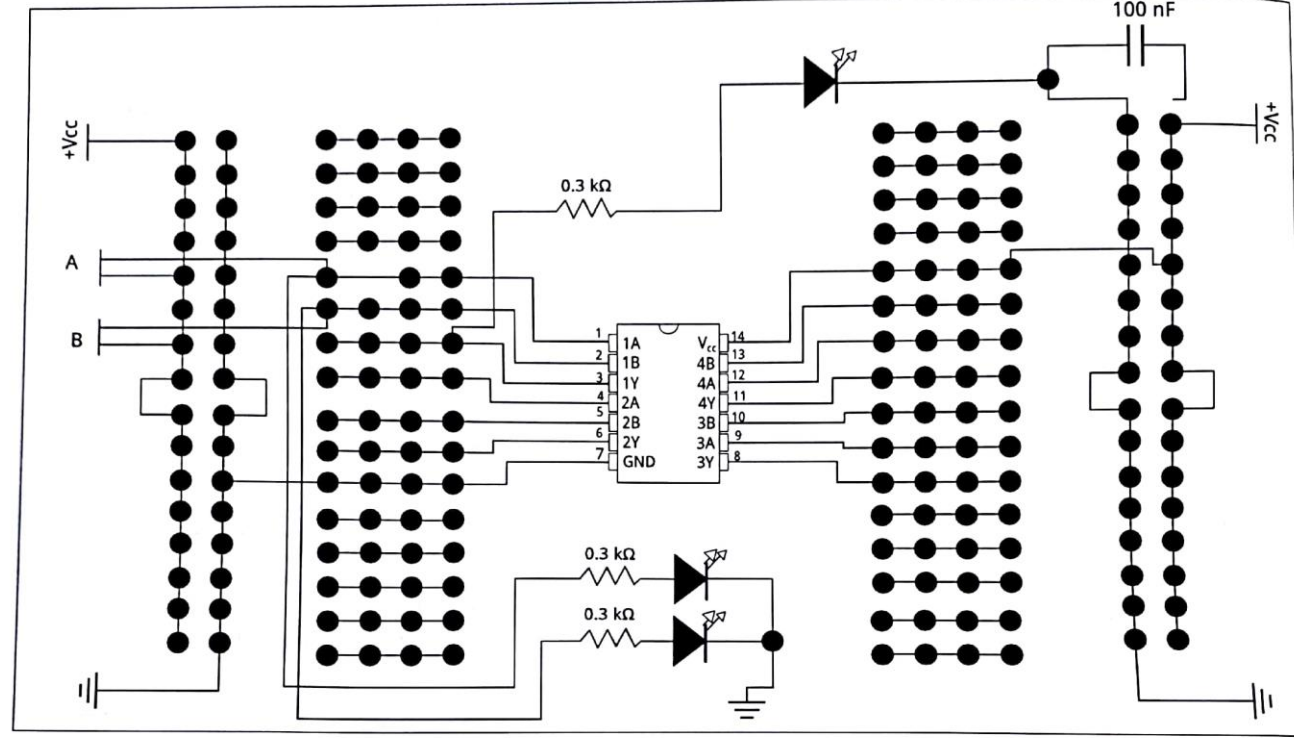 100 nF
+Vcc
+Vcc
0.3 kΩ
A
B
1 1A Vcc 14
2 1B 4B 13
3 1Y 4A 12
4 2A 4Y 11
5 2B 3B 10
6 2Y 3A 9
7 GND 3Y 8
0.3 kΩ
0.3 kΩ